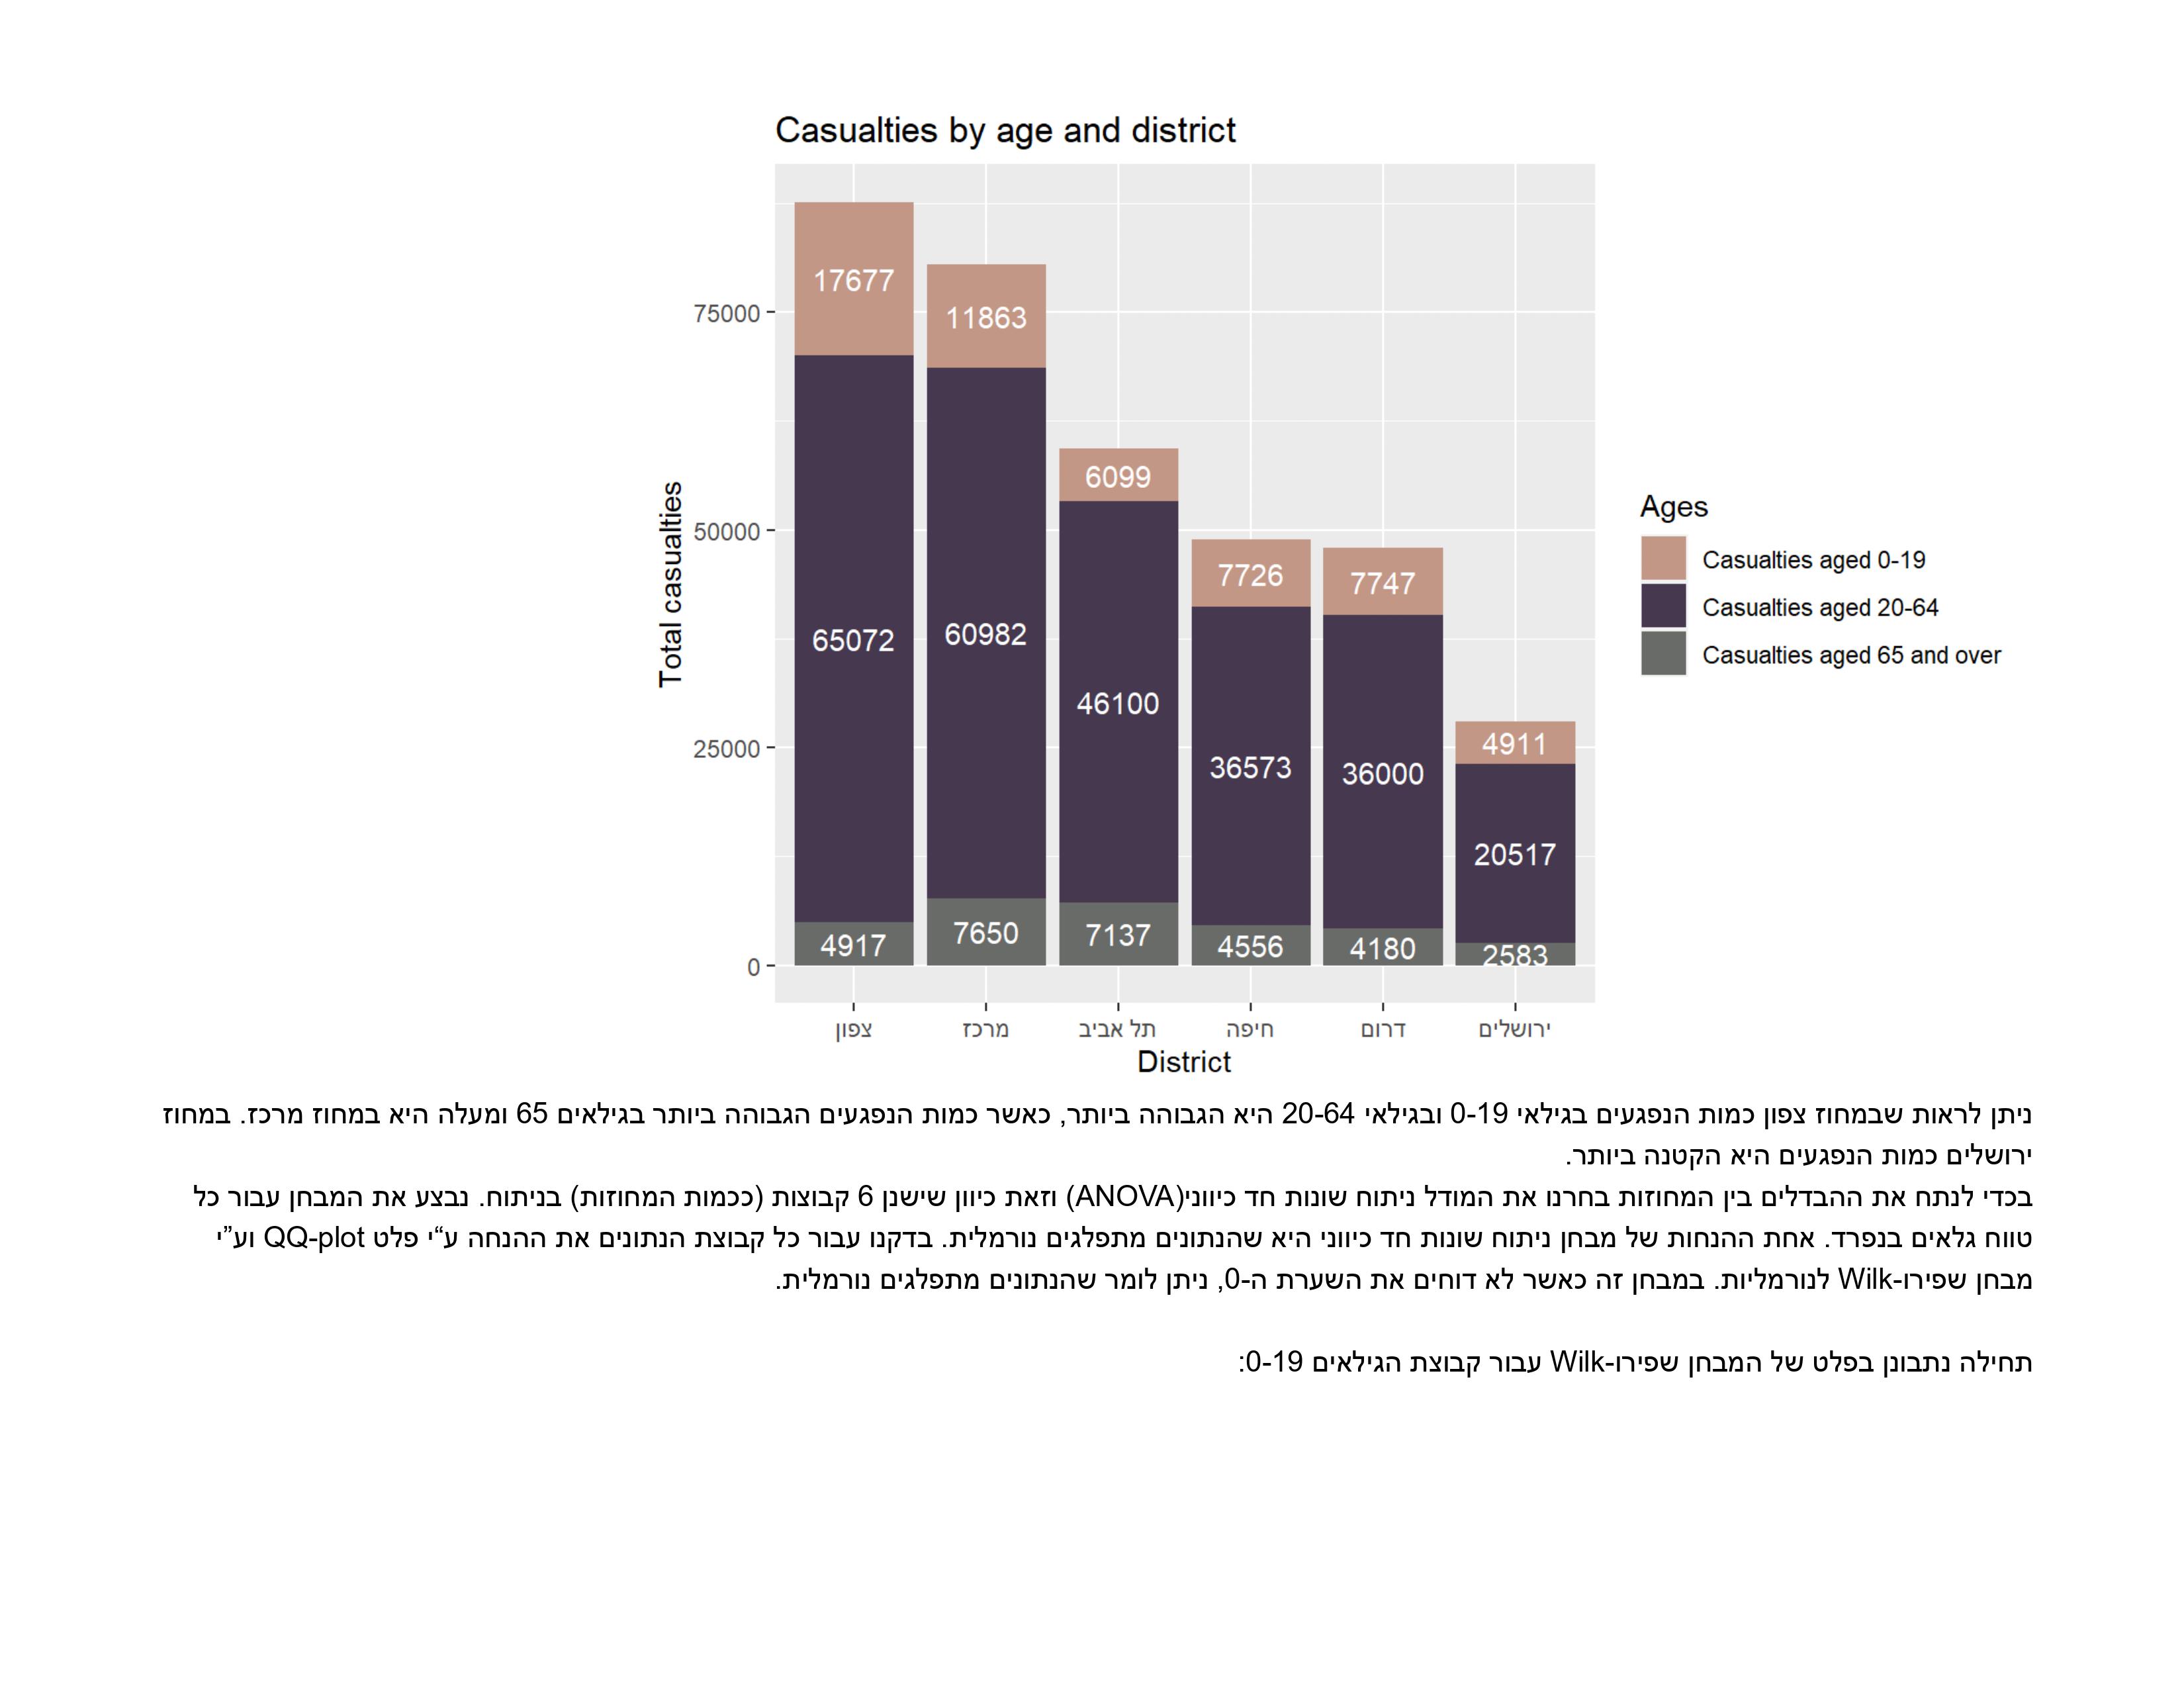 Casualties by age and district
17677
11863
75000
6099
50000
7726
7747
Total casualties
65072
60982
46100
25000
4911
36573
36000
20517
4917
7650
7137
4556
4180
2583
0
צפון
מרכז
תל אביב
חיפה
דרום
ירושלים
District
Ages
Casualties aged 0-19
Casualties aged 20-64
Casualties aged 65 and over
ניתן לראות שבמחוז צפון כמות הנפגעים בגילאי 0-19 ובגילאי 20-64 היא הגבוהה ביותר, כאשר כמות הנפגעים הגבוהה ביותר בגילאים 65 ומעלה היא במחוז מרכז. במחוז
ירושלים כמות הנפגעים היא הקטנה ביותר.
בכדי לנתח את ההבדלים בין המחוזות בחרנו את המודל ניתוח שונות חד כיווני(ANOVA) וזאת כיוון שישנן 6 קבוצות (ככמות המחוזות) בניתוח. נבצע את המבחן עבור כל
טווח גלאים בנפרד. אחת ההנחות של מבחן ניתוח שונות חד כיווני היא שהנתונים מתפלגים נורמלית. בדקנו עבור כל קבוצת הנתונים את ההנחה ע“י פלט QQ-plot וע”י
מבחן שפירו-Wilk לנורמליות. במבחן זה כאשר לא דוחים את השערת ה-0, ניתן לומר שהנתונים מתפלגים נורמלית.
תחילה נתבונן בפלט של המבחן שפירו-Wilk עבור קבוצת הגילאים 0-19: